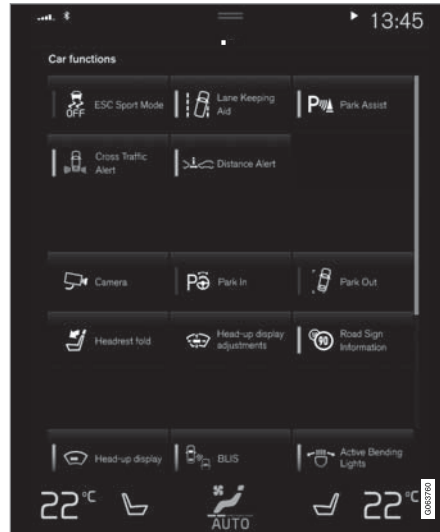 13:45
Car functions
OFF
ESC Sport Mode
Lane Keeping
Aid
P
Park Assist
Cross Traffic
Alert
Distance Alert
Camera
P
Park In
Park Out
Headrest fold
Head-up display
adjustments
90
Road Sign
Information
Head-up display
BLIS
Active Bending
Lights
22°C
AUTO
22°C
G063760